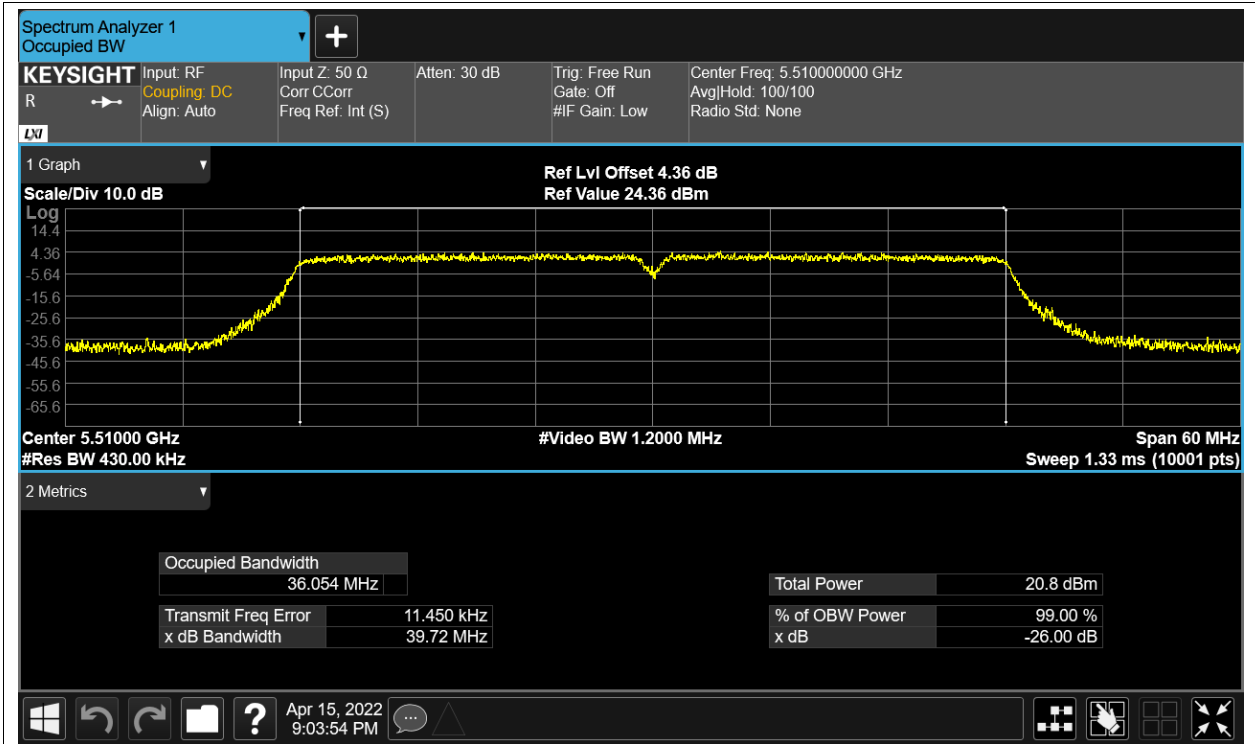 Spectrum Analyzer 1
Occupied BW
KEYSIGHT
R
LXI
Input: RF
Coupling: DC
Align: Auto
Input Z: 50 Ω
Corr CCorr
Freq Ref: Int (S)
Atten: 30 dB
Trig: Free Run
Gate: Off
#IF Gain: Low
Center Freq: 5.510000000 GHz
Avg|Hold: 100/100
Radio Std: None
1 Graph
Scale/Div 10.0 dB
Ref Lvl Offset 4.36 dB
Ref Value 24.36 dBm
Log
14.4
4.36
-5.64
-15.6
-25.6
-35.6
-45.6
-55.6
-65.6
Center 5.51000 GHz
#Video BW 1.2000 MHz
Span 60 MHz
#Res BW 430.00 kHz
Sweep 1.33 ms (10001 pts)
2 Metrics
Occupied Bandwidth
36.054 MHz
Total Power 20.8 dBm
Transmit Freq Error 11.450 kHz
% of OBW Power 99.00 %
x dB Bandwidth 39.72 MHz
x dB -26.00 dB
?
Apr 15, 2022
9:03:54 PM